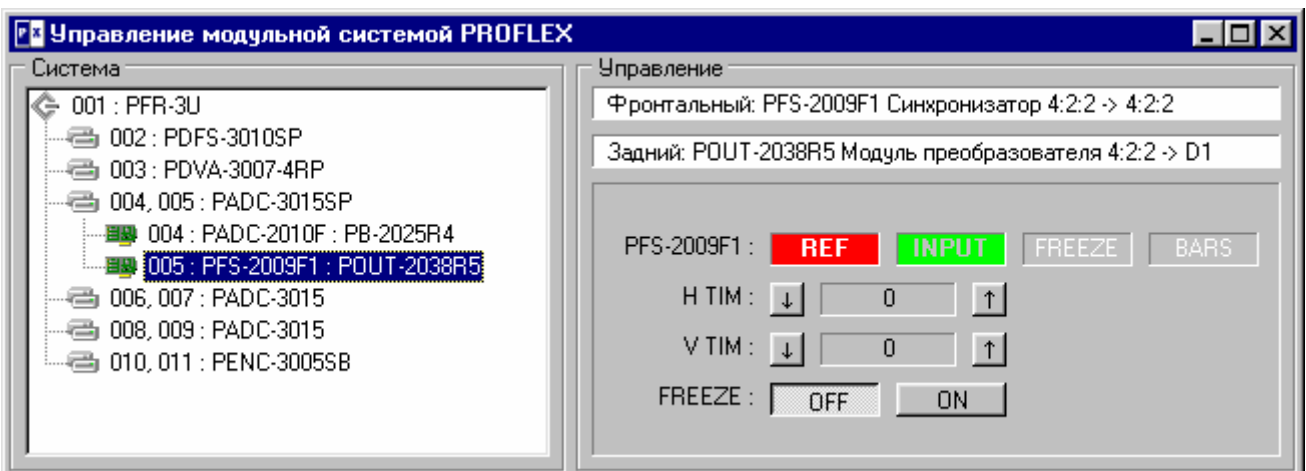 Управление модульной системой PROFLEX
Система
001 : PFR-3U
002 : PDFS-3010SP
003 : PDVA-3007-4RP
004, 005 : PADC-3015SP
004 : PADC-2010F : PB-2025R4
005 : PFS-2009F1 : POUT-2038R5
006, 007 : PADC-3015
008, 009 : PADC-3015
010, 011 : PENC-3005SB
Управление
Фронтальный: PFS-2009F1 Синхронизатор 4:2:2 -> 4:2:2
Задний: POUT-2038R5 Модуль преобразователя 4:2:2 -> D1
PFS-2009F1 : REF INPUT FREEZE BARS
H TIM : ↓ 0 ↑
V TIM : ↓ 0 ↑
FREEZE : OFF ON